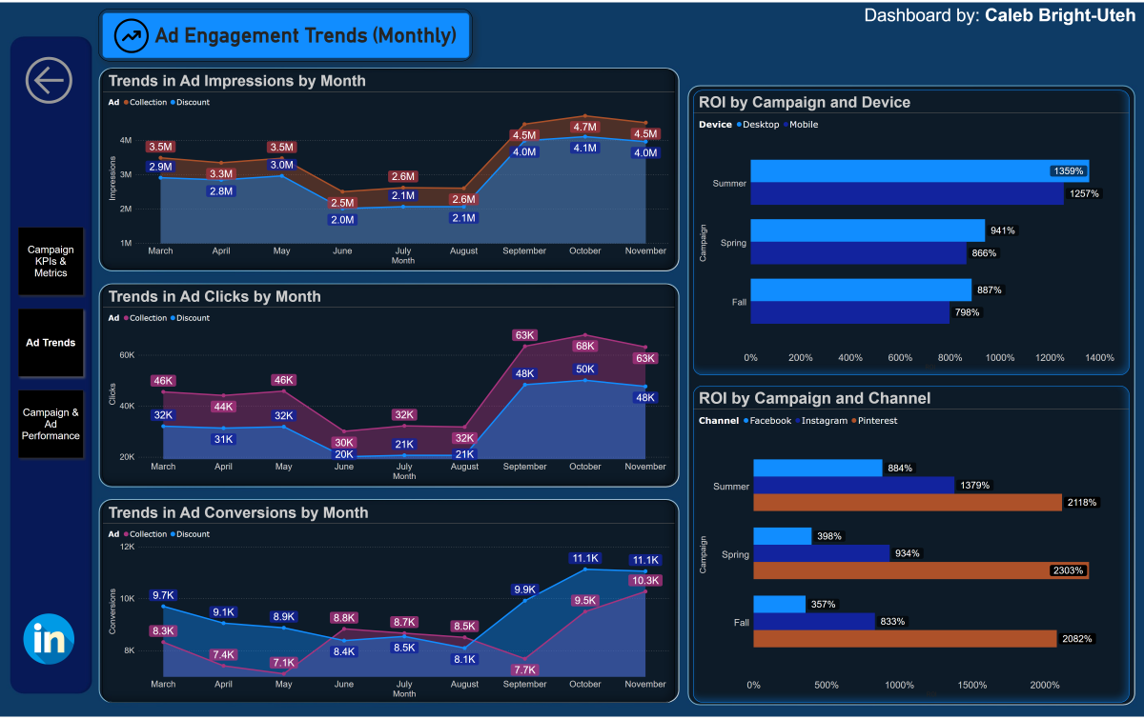 Dashboard by: Caleb Bright-Uteh
Ad Engagement Trends (Monthly)
Campaign
KPIs &
Metrics
Ad Trends
Campaign &
Ad
Performance
in
Trends in Ad Impressions by Month
Ad Collection Discount
Impressions
4M
3M
2M
1M
3.5M
3.3M
3.5M
2.5M
2.6M
2.6M
4.5M
4.7M
4.5M
2.9M
2.8M
3.0M
2.0M
2.1M
2.1M
4.0M
4.1M
4.0M
March April May June July August September October November
Month
Trends in Ad Clicks by Month
Ad Collection Discount
Clicks
60K
40K
20K
46K
44K
46K
30K
32K
32K
63K
68K
63K
32K
31K
32K
20K
21K
21K
48K
50K
48K
March April May June July August September October November
Month
Trends in Ad Conversions by Month
Ad Collection Discount
Conversions
12K
10K
8K
9.7K
9.1K
8.9K
8.4K
8.5K
8.1K
9.9K
11.1K
11.1K
8.3K
7.4K
7.1K
8.8K
8.7K
8.5K
7.7K
9.5K
10.3K
March April May June July August September October November
Month
ROI by Campaign and Device
Device Desktop Mobile
Campaign
Summer
1359%
1257%
Spring
941%
866%
Fall
887%
798%
0% 200% 400% 600% 800% 1000% 1200% 1400%
ROI by Campaign and Channel
Channel Facebook Instagram Pinterest
Campaign
Summer
884%
1379%
2118%
Spring
398%
934%
2303%
Fall
357%
833%
2082%
0% 500% 1000% 1500% 2000%